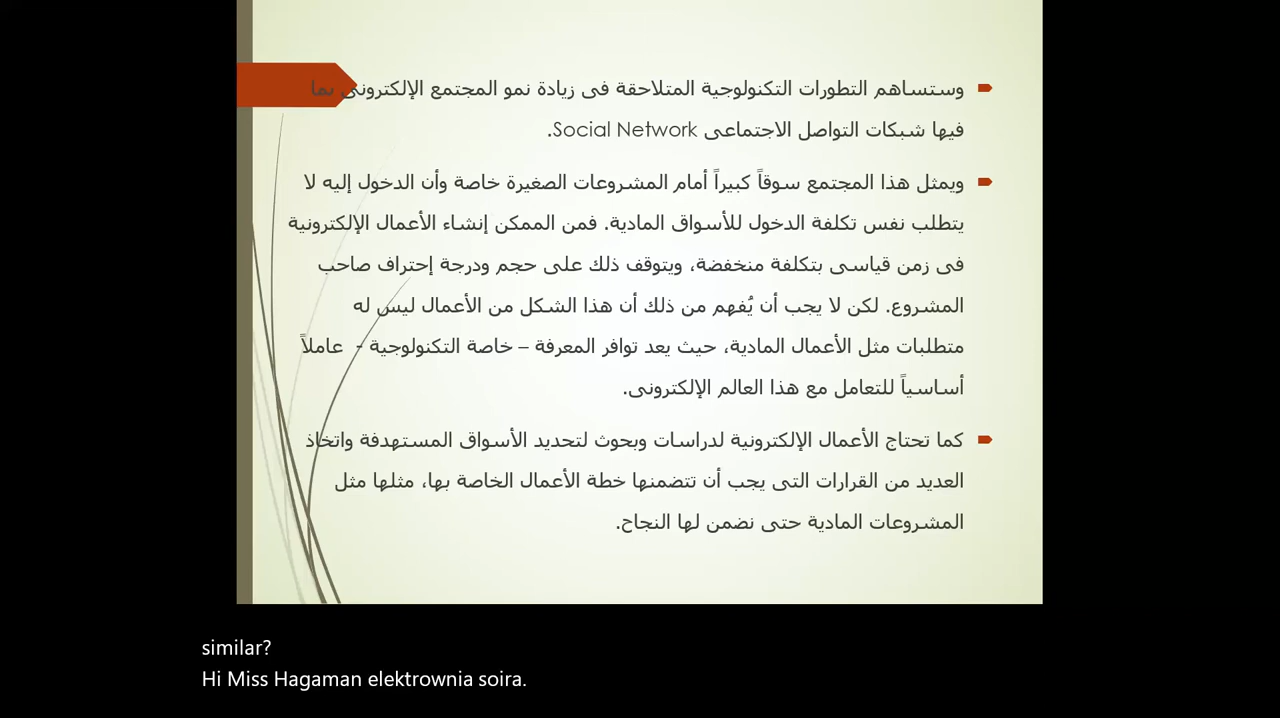 وستساهم التطورات التكنولوجية المتلاحقة فى زيادة نمو المجتمع الإلكترونى بما
فيها شبكات التواصل الاجتماعى Social Network.
ويمثل هذا المجتمع سوقاً كبيراً أمام المشروعات الصغيرة خاصة وأن الدخول إليه لا
يتطلب نفس تكلفة الدخول للأسواق المادية. فمن الممكن إنشاء الأعمال الإلكترونية
فى زمن قياسى بتكلفة منخفضة، ويتوقف ذلك على حجم ودرجة إحتراف صاحب
المشروع. لكن لا يجب أن يُفهم من ذلك أن هذا الشكل من الأعمال ليس له
متطلبات مثل الأعمال المادية، حيث يعد توافر المعرفة – خاصة التكنولوجية - عاملاً
أساسياً للتعامل مع هذا العالم الإلكترونى.
كما تحتاج الأعمال الإلكترونية لدراسات وبحوث لتحديد الأسواق المستهدفة واتخاذ
العديد من القرارات التى يجب أن تتضمنها خطة الأعمال الخاصة بها، مثلها مثل
المشروعات المادية حتى نضمن لها النجاح.
similar?
Hi Miss Hagaman elektrownia soira.